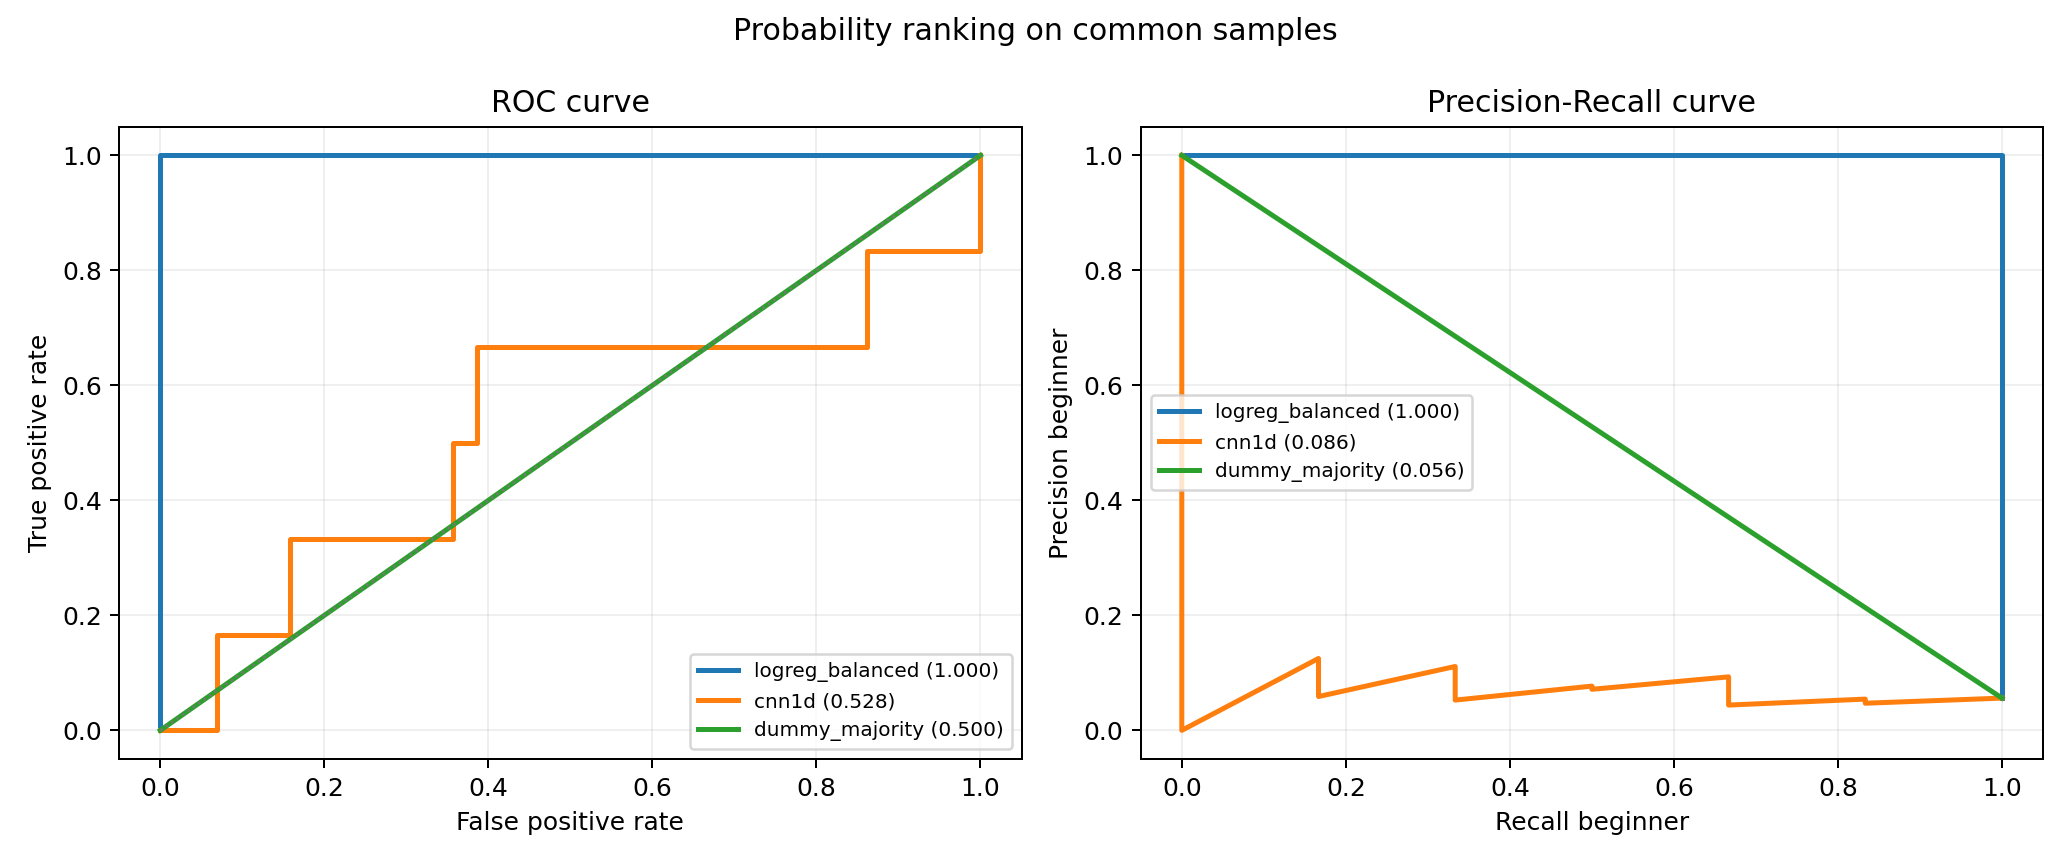 Probability ranking on common samples
ROC curve
True positive rate
1.0
0.8
0.6
0.4
0.2
0.0
logreg_balanced (1.000)
cnn1d (0.528)
dummy_majority (0.500)
0.0 0.2 0.4 0.6 0.8 1.0
False positive rate
Precision-Recall curve
Precision beginner
1.0
0.8
0.6
0.4
0.2
0.0
logreg_balanced (1.000)
cnn1d (0.086)
dummy_majority (0.056)
0.0 0.2 0.4 0.6 0.8 1.0
Recall beginner